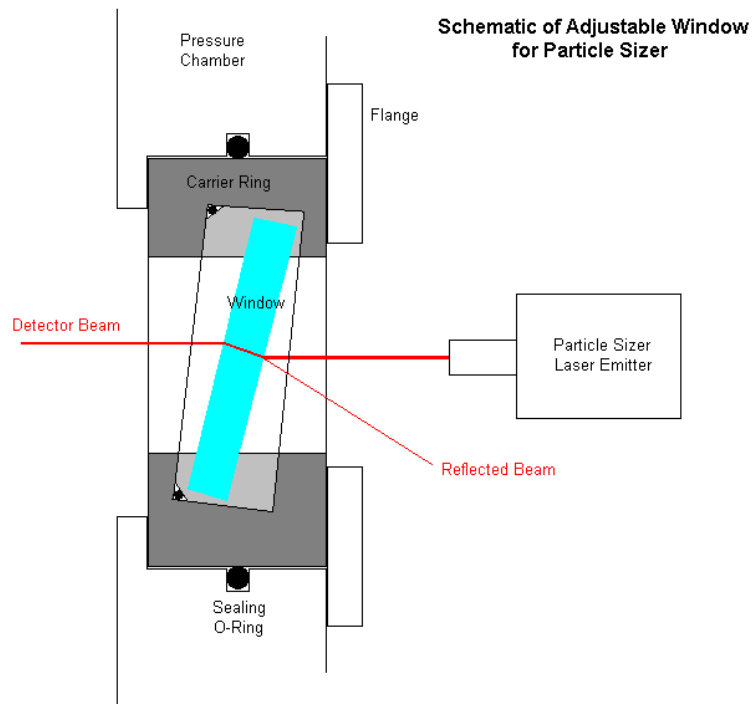 Schematic of Adjustable Window
for Particle Sizer
Pressure
Chamber
Flange
Carrier Ring
Window
Detector Beam
Particle Sizer
Laser Emitter
Reflected Beam
Sealing
O-Ring